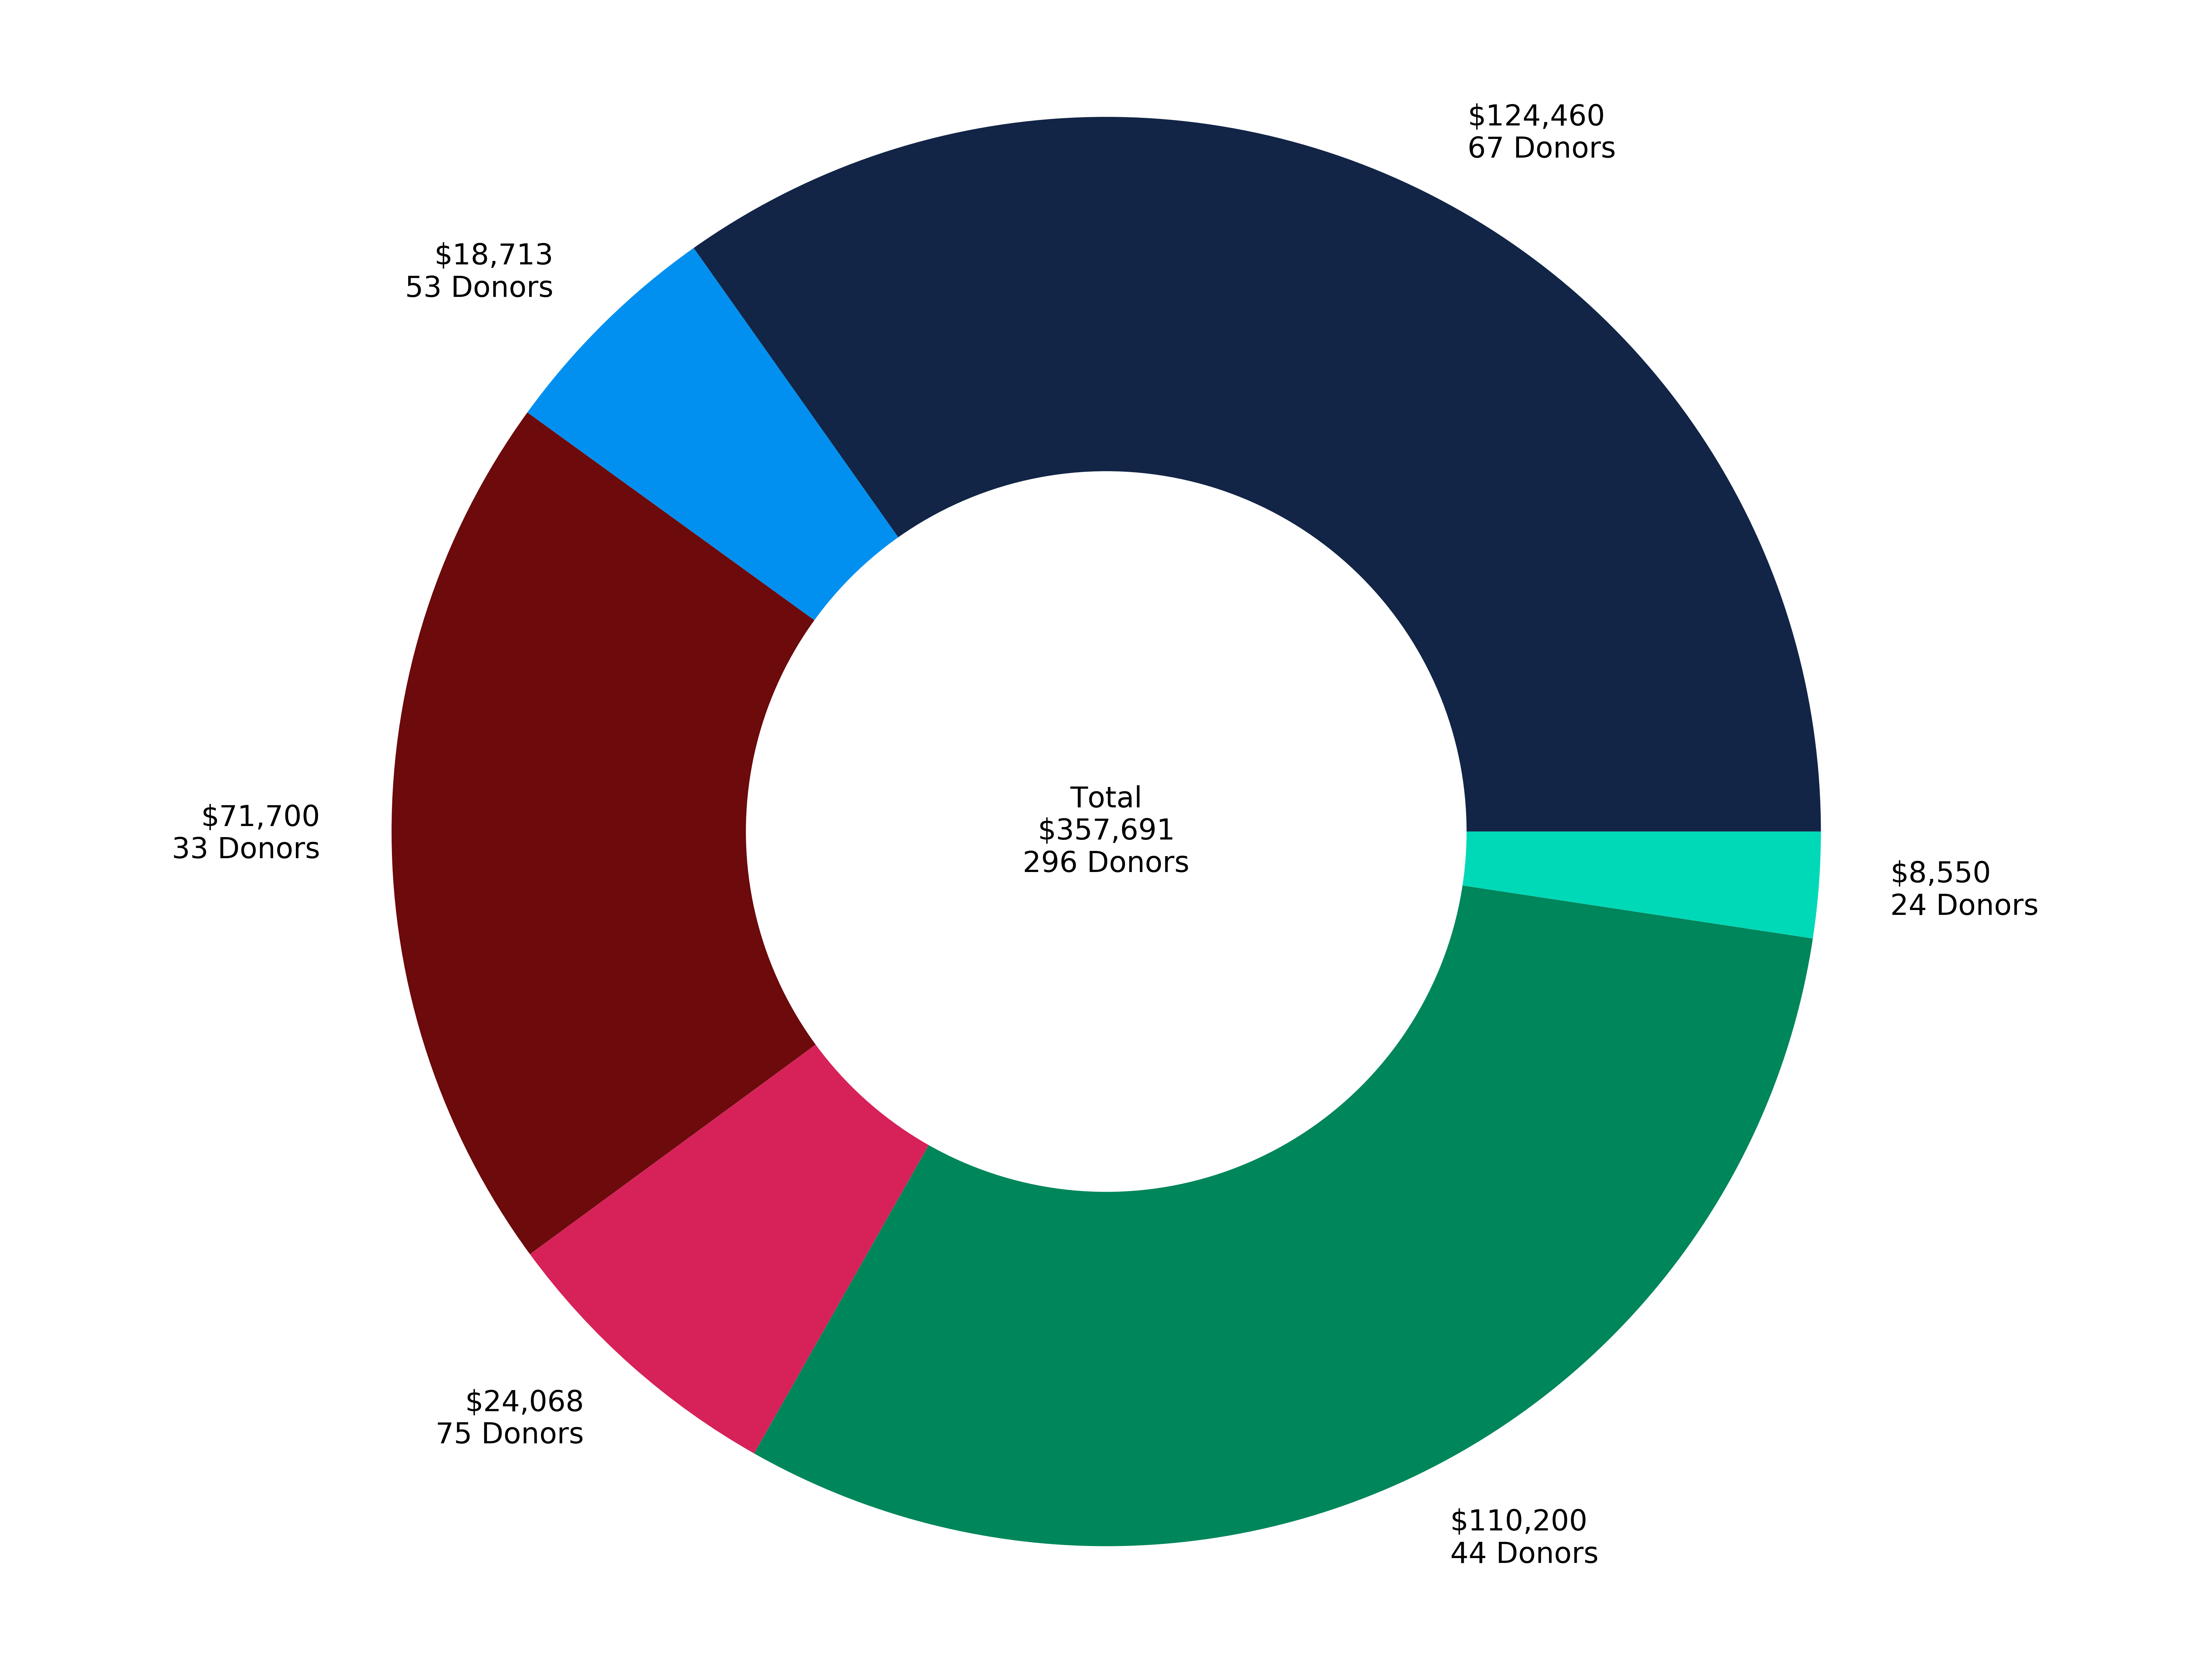 $124,460
67 Donors
$18,713
53 Donors
$71,700
33 Donors
Total
$357,691
296 Donors
$8,550
24 Donors
$24,068
75 Donors
$110,200
44 Donors